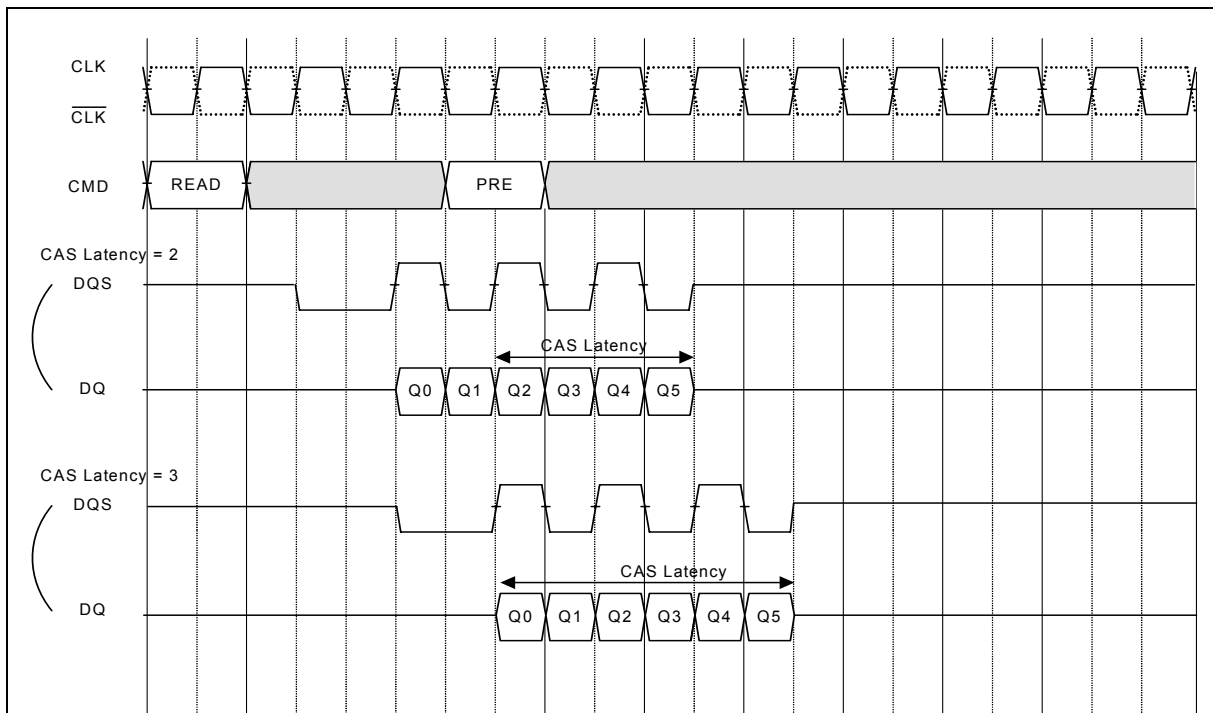 CLK
CLK
CMD READ PRE
CAS Latency = 2
DQS
CAS Latency
DQ Q0 Q1 Q2 Q3 Q4 Q5
CAS Latency = 3
DQS
CAS Latency
DQ Q0 Q1 Q2 Q3 Q4 Q5